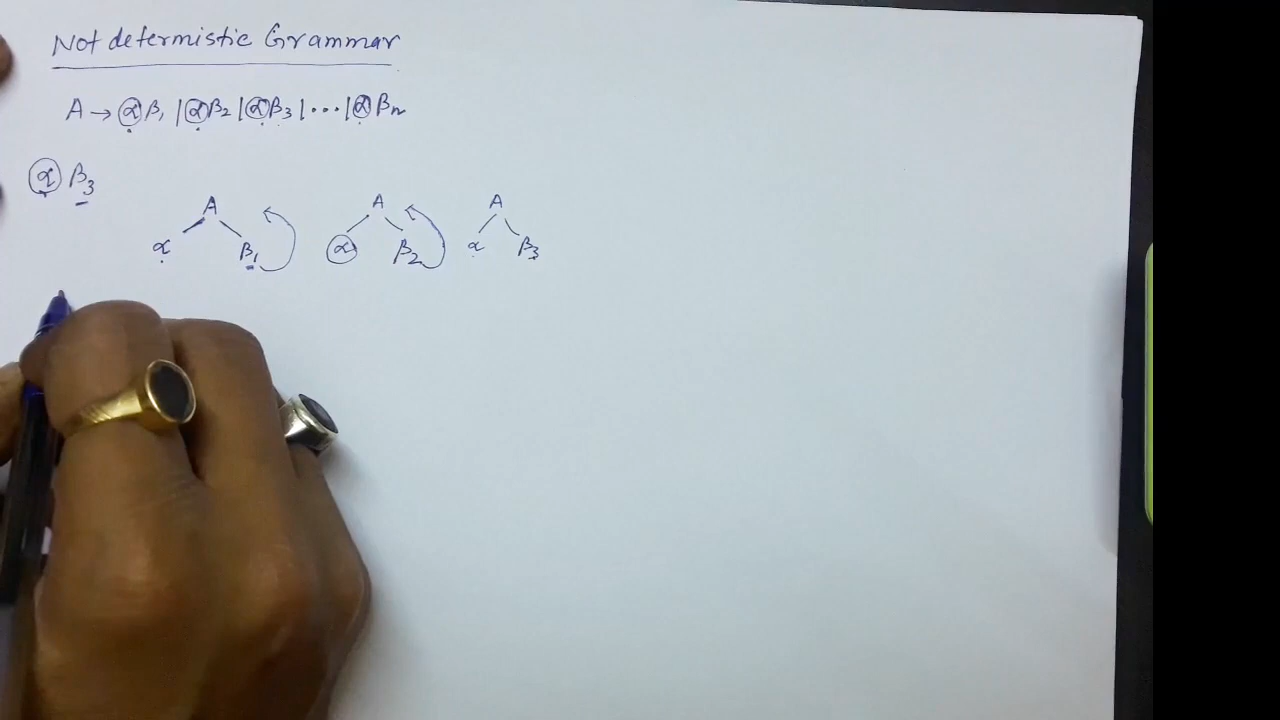 Not determistic Grammar
A → αβ₁ | αβ₂ | αβ₃ | ... | αβₙ
αβ₃
A A A
α β₁ α β₂ α β₃